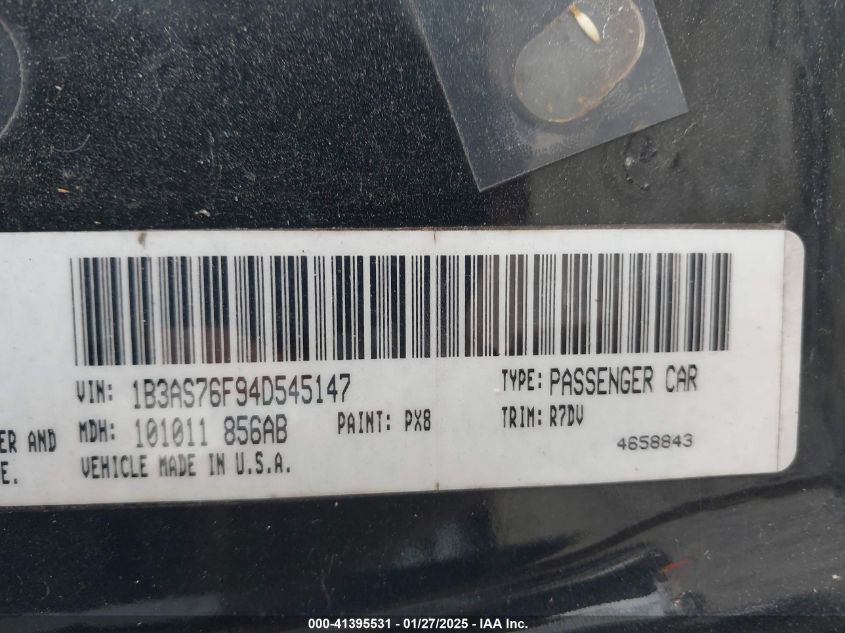 VIN: 1B3AS76F94D545147
TYPE: PASSENGER CAR
ER AND
MDH: 101011 856AB
PAINT: PX8
TRIM: R7DV
E.
VEHICLE MADE IN U.S.A.
4658843
000-41395531 - 01/27/2025 - IAA Inc.